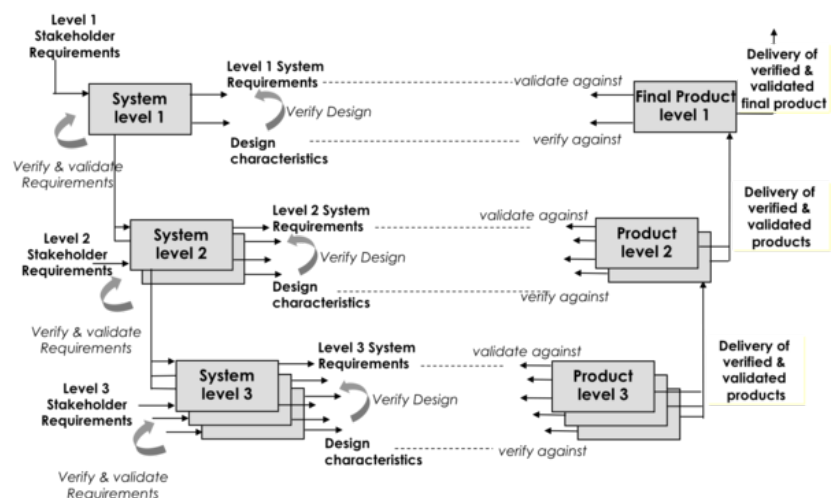 Level 1
Stakeholder
Requirements
System
level 1
Level 1 System
Requirements
Verify Design
Design
characteristics
Verify & validate
Requirements
validate against
verify against
Final Product
level 1
Delivery of
verified &
validated
final product
Level 2
Stakeholder
Requirements
System
level 2
Level 2 System
Requirements
Verify Design
Design
characteristics
Verify & validate
Requirements
validate against
verify against
Product
level 2
Delivery of
verified &
validated
products
Level 3
Stakeholder
Requirements
System
level 3
Level 3 System
Requirements
Verify Design
Design
characteristics
Verify & validate
Requirements
validate against
verify against
Product
level 3
Delivery of
verified &
validated
products